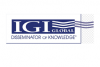 IGI
GLOBAL
DISSEMINATOR OF KNOWLEDGE®